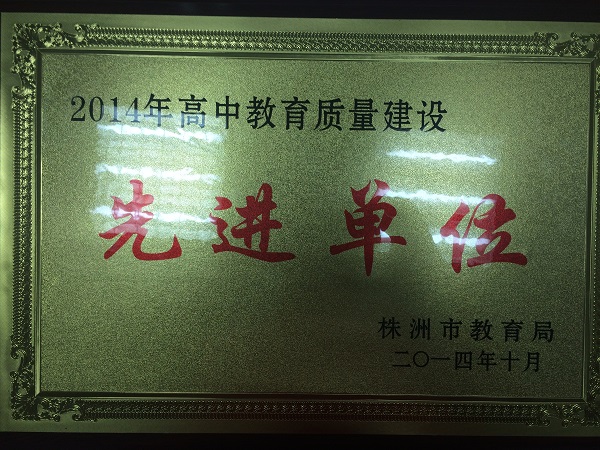 2014年高中教育质量建设
先进单位
株洲市教育局
二〇一四年十月